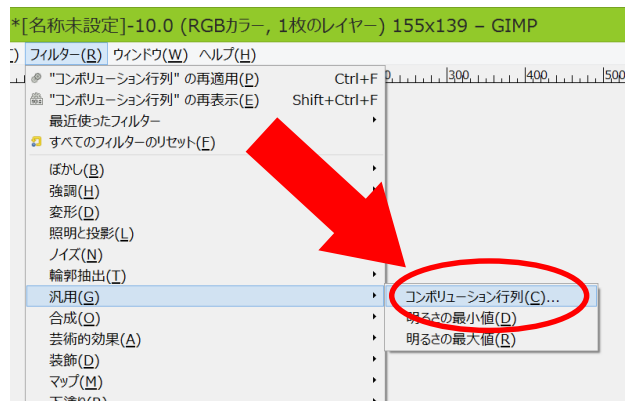 *[名称未設定]-10.0 (RGBカラー, 1枚のレイヤー) 155x139 – GIMP
) フィルター(R) ウィンドウ(W) ヘルプ(H)
"コンボリューション行列" の再適用(P) Ctrl+F
"コンボリューション行列" の再表示(E) Shift+Ctrl+F
最近使ったフィルター
すべてのフィルターのリセット(F)
300 400 500
ぼかし(B)
強調(H)
変形(D)
照明と投影(L)
ノイズ(N)
輪郭抽出(T)
汎用(G)
コンボリューション行列(C)...
合成(O)
明るさの最小値(D)
芸術的効果(A)
明るさの最大値(R)
装飾(D)
マップ(M)